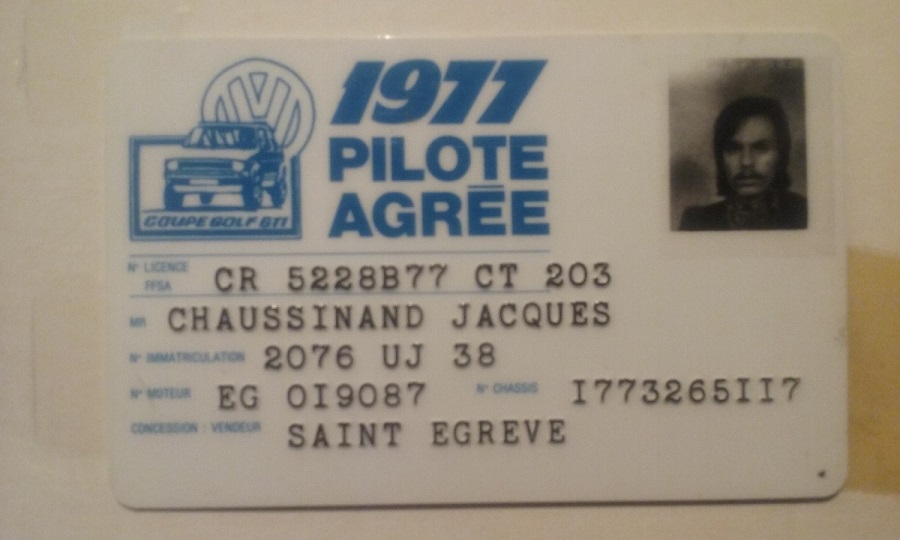 1977
PILOTE
AGRÉE
COUPE GOLF GTI
N° LICENCE
FFSA
CR 5228B77 CT 203
MR CHAUSSINAND JACQUES
N° IMMATRICULATION 2076 UJ 38
N° MOTEUR EG 0I9087 N° CHASSIS I773265II7
CONCESSION : VENDEUR SAINT EGREVE